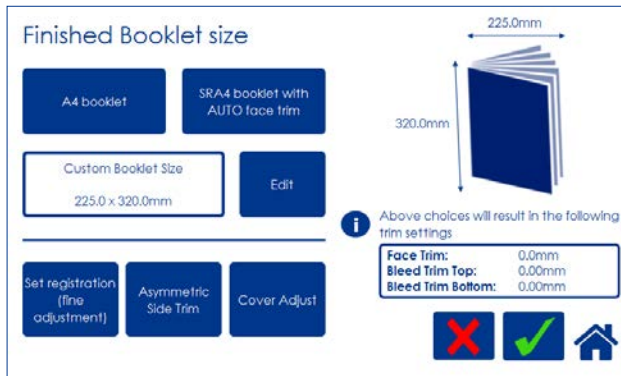 Finished Booklet size
A4 booklet
SRA4 booklet with
AUTO face trim
Custom Booklet Size
225.0 x 320.0mm
Edit
Set registration
(fine
adjustment)
Asymmetric
Side Trim
Cover Adjust
225.0mm
320.0mm
i
Above choices will result in the following
trim settings
Face Trim: 0.0mm
Bleed Trim Top: 0.00mm
Bleed Trim Bottom: 0.00mm